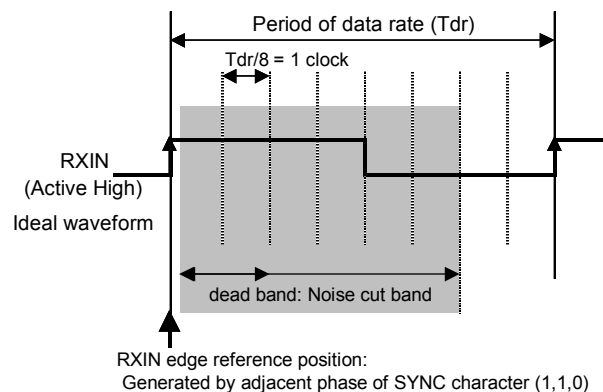 Period of data rate (Tdr)
Tdr/8 = 1 clock
RXIN
(Active High)
Ideal waveform
dead band: Noise cut band
RXIN edge reference position:
Generated by adjacent phase of SYNC character (1,1,0)